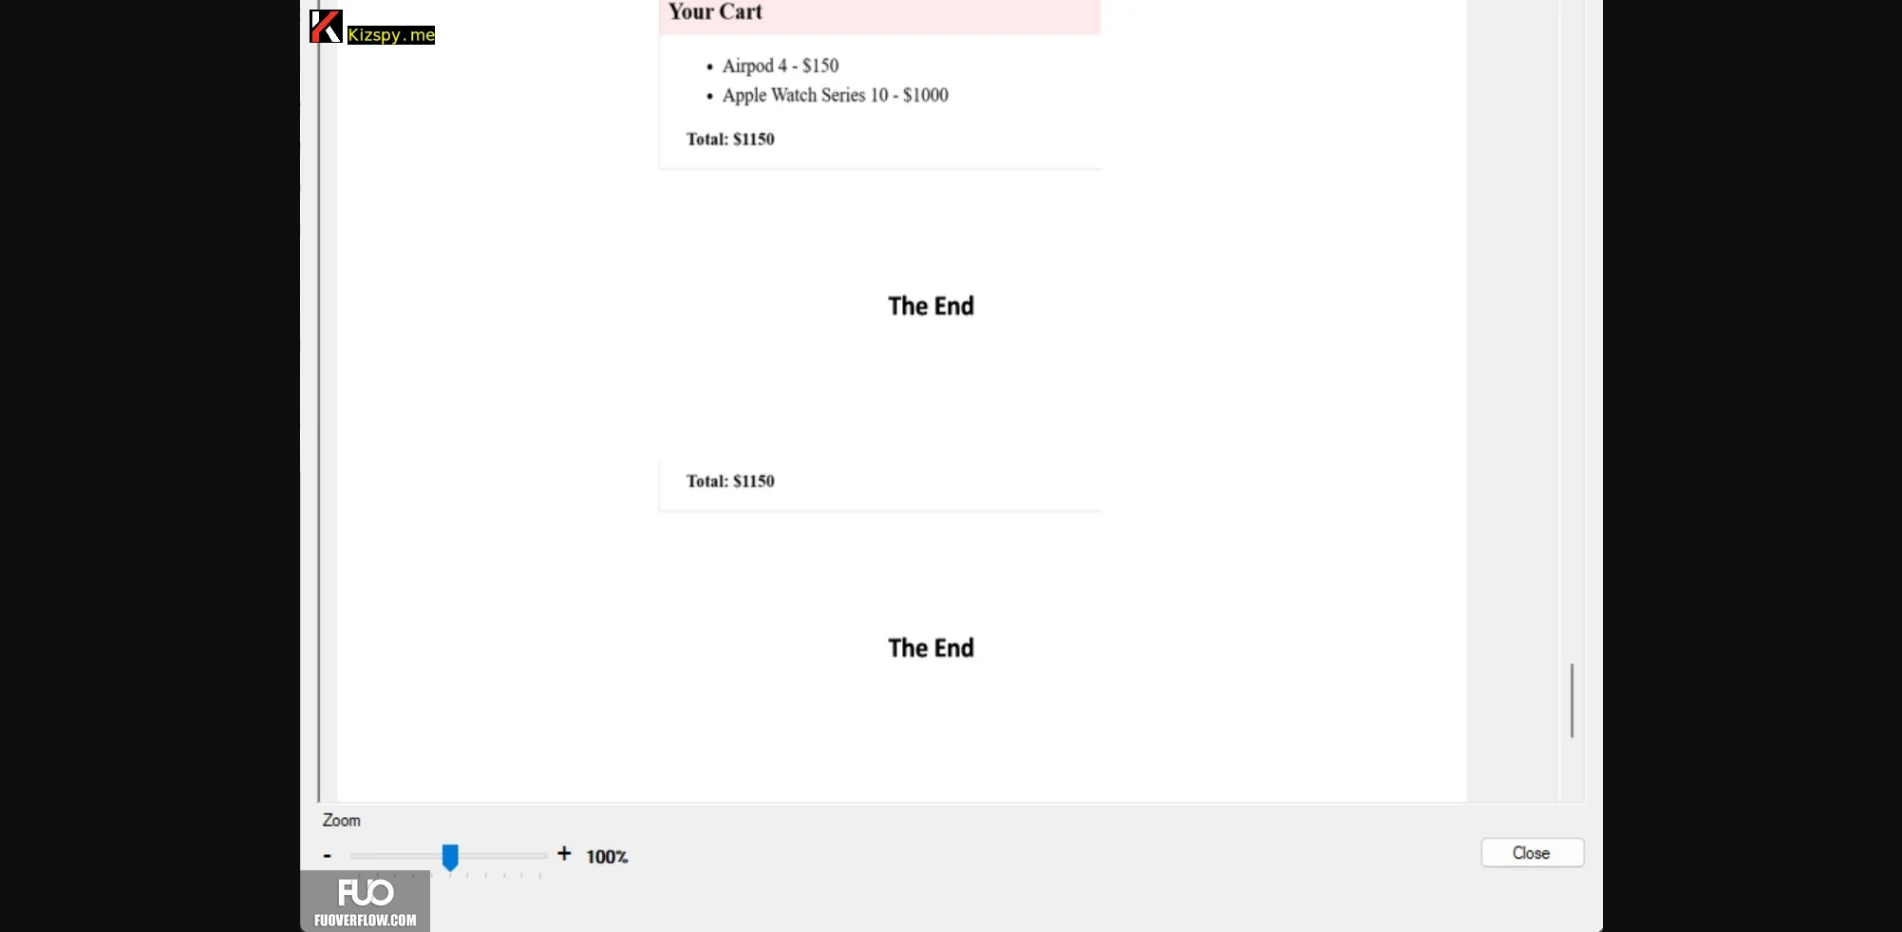 Kizspy.me
Your Cart
• Airpod 4 - $150
• Apple Watch Series 10 - $1000
Total: $1150
The End
Total: $1150
The End
Zoom
- + 100%
Close
FUO
FUOVERFLOW.COM